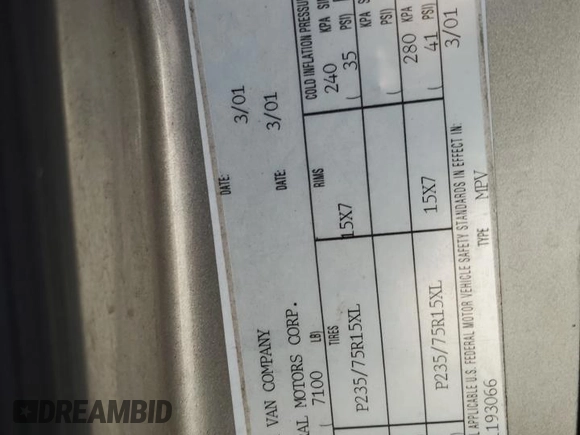 VAN COMPANY DATE: 3/01
MOTORS CORP. DATE: 3/01
( 7100 LB)
TIRES RIMS COLD INFLATION PRESSURE
P235/75R15XL 15X7 240 KPA
( 35 PSI)
KPA
( PSI)
P235/75R15XL 15X7 280 KPA
( 41 PSI)
APPLICABLE U.S. FEDERAL MOTOR VEHICLE SAFETY STANDARDS IN EFFECT IN: 3/01
193066 TYPE MPV
DREAMBID